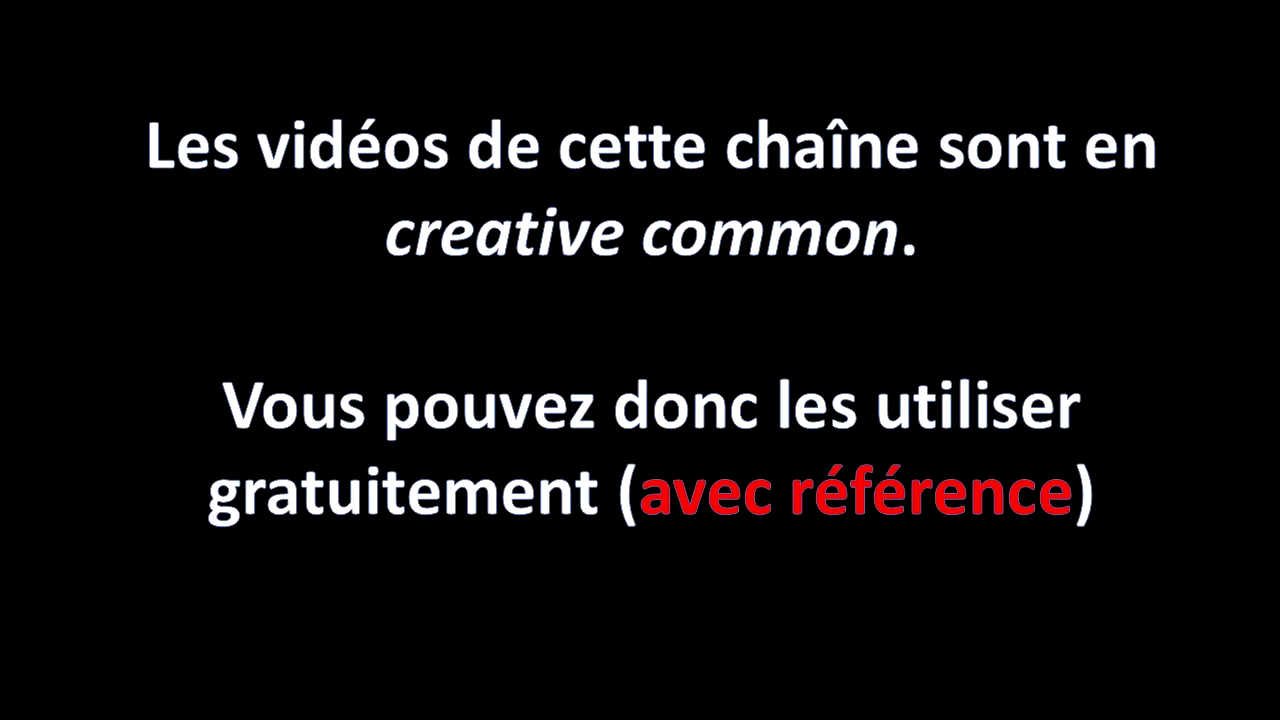 Les vidéos de cette chaîne sont en
creative common.
Vous pouvez donc les utiliser
gratuitement (avec référence)